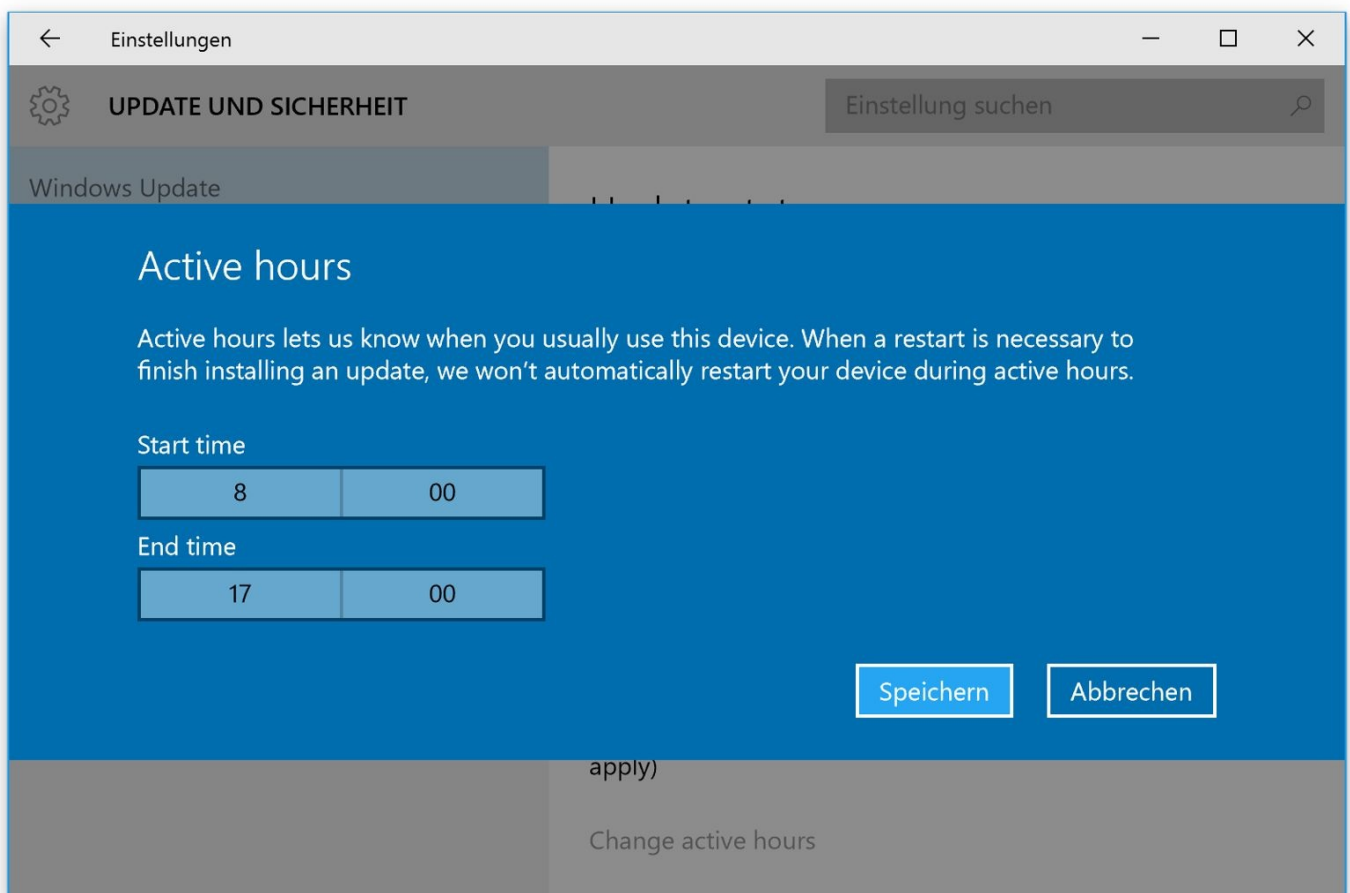 Einstellungen
UPDATE UND SICHERHEIT
Einstellung suchen
Windows Update
Active hours
Active hours lets us know when you usually use this device. When a restart is necessary to
finish installing an update, we won't automatically restart your device during active hours.
Start time
8 00
End time
17 00
Speichern
Abbrechen
apply)
Change active hours